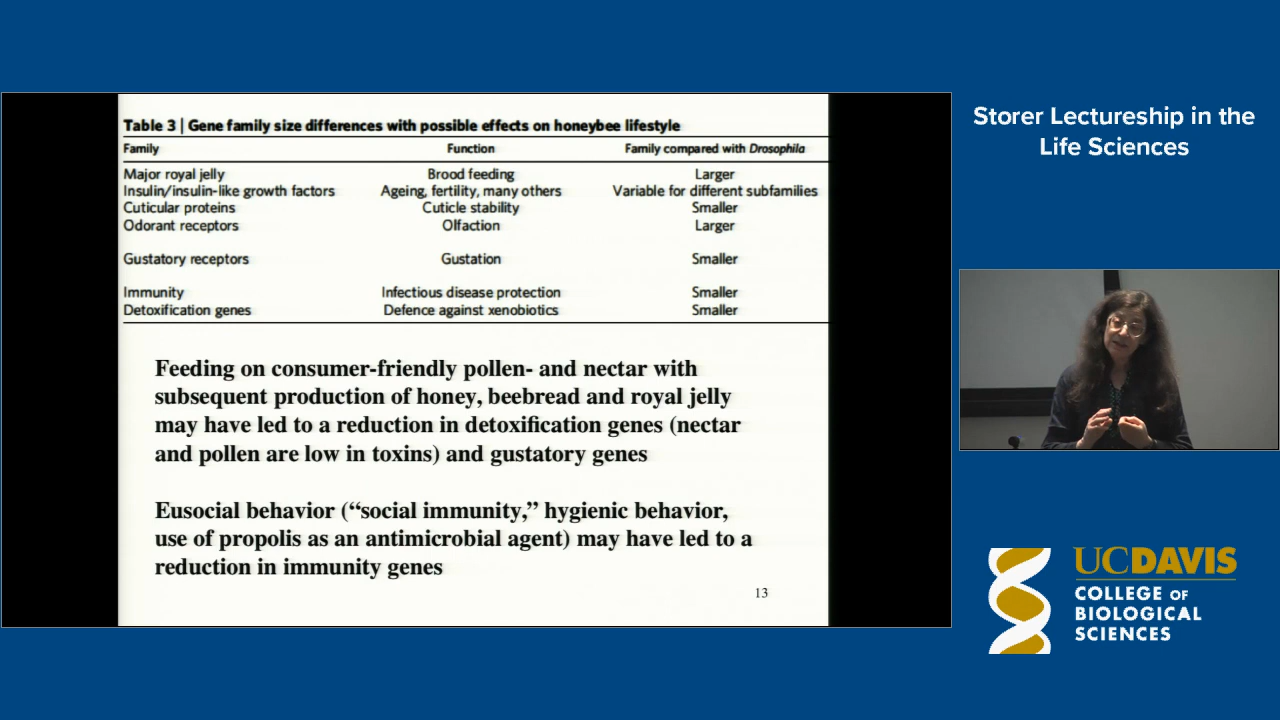 Storer Lectureship in the
Life Sciences
Table 3 | Gene family size differences with possible effects on honeybee lifestyle
Family Function Family compared with Drosophila
Major royal jelly Brood feeding Larger
Insulin/insulin-like growth factors Ageing, fertility, many others Variable for different subfamilies
Cuticular proteins Cuticle stability Smaller
Odorant receptors Olfaction Larger
Gustatory receptors Gustation Smaller
Immunity Infectious disease protection Smaller
Detoxification genes Defence against xenobiotics Smaller
Feeding on consumer-friendly pollen- and nectar with
subsequent production of honey, beebread and royal jelly
may have led to a reduction in detoxification genes (nectar
and pollen are low in toxins) and gustatory genes
Eusocial behavior (“social immunity,” hygienic behavior,
use of propolis as an antimicrobial agent) may have led to a
reduction in immunity genes
13
UCDAVIS
COLLEGE OF
BIOLOGICAL
SCIENCES